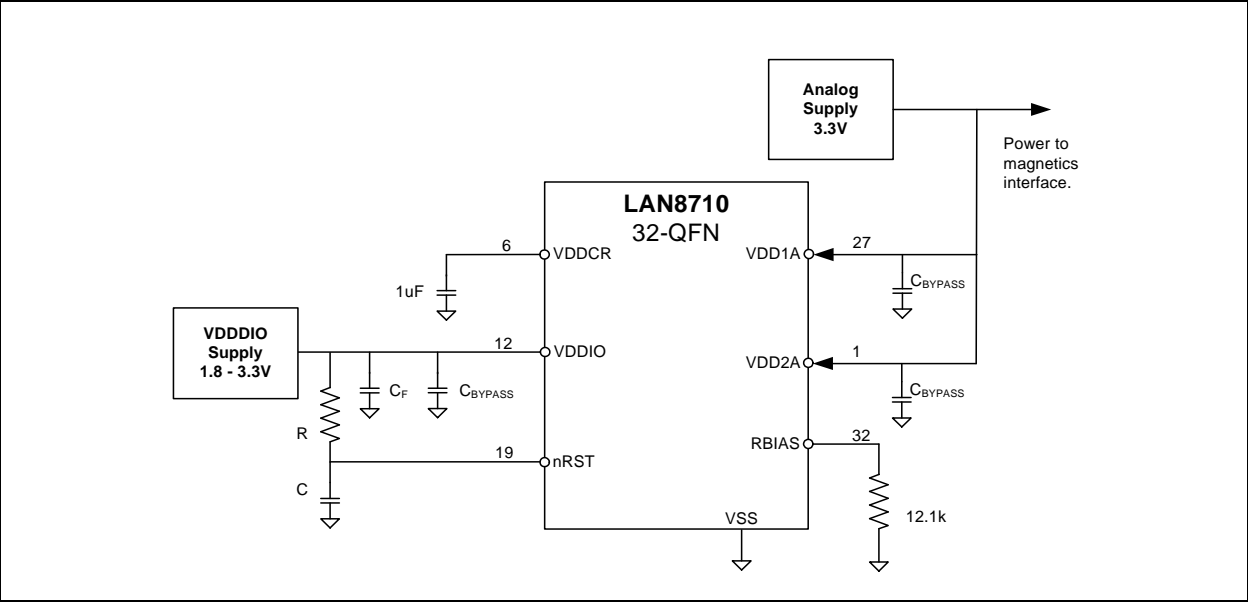 Analog
Supply
3.3V
Power to
magnetics
interface.
LAN8710
32-QFN
6
VDDCR
VDD1A
27
1uF
CBYPASS
VDDDIO
Supply
1.8 - 3.3V
12
VDDIO
VDD2A
1
CF
CBYPASS
CBYPASS
R
19
nRST
RBIAS
32
C
VSS
12.1k